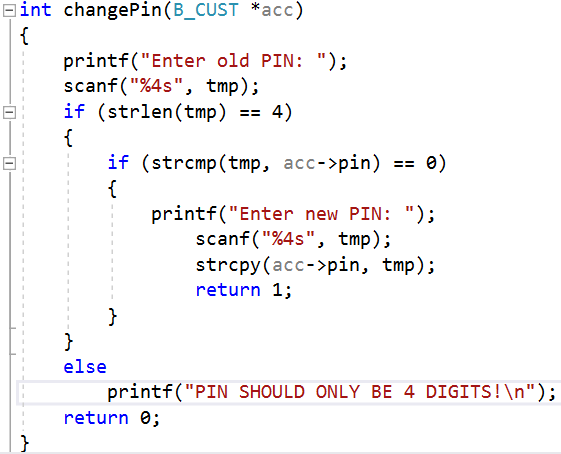 int changePin(B_CUST *acc)
{
printf("Enter old PIN: ");
scanf("%4s", tmp);
if (strlen(tmp) == 4)
{
if (strcmp(tmp, acc->pin) == 0)
{
printf("Enter new PIN: ");
scanf("%4s", tmp);
strcpy(acc->pin, tmp);
return 1;
}
}
else
printf("PIN SHOULD ONLY BE 4 DIGITS!\n");
return 0;
}